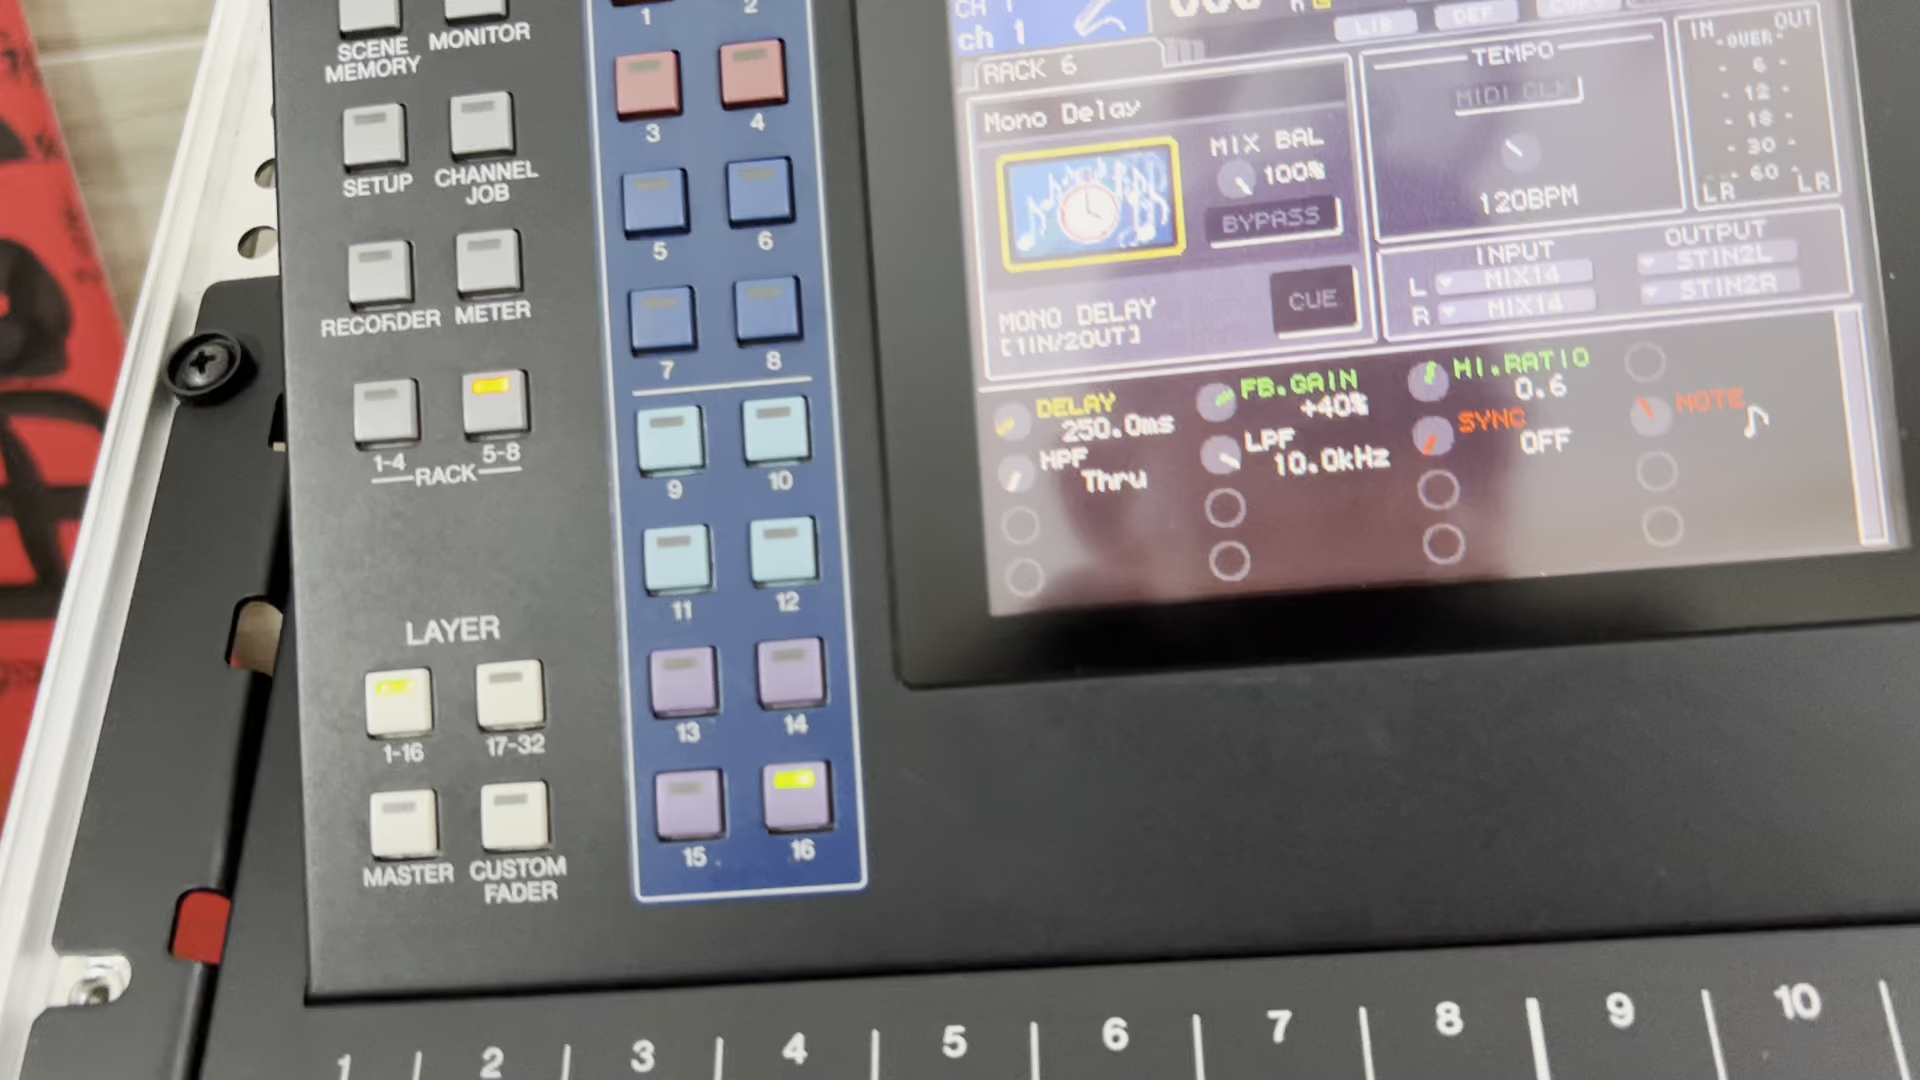 SCENE
MEMORY
MONITOR
SETUP
CHANNEL
JOB
RECORDER
METER
1-4
5-8
RACK
LAYER
1-16
17-32
MASTER
CUSTOM
FADER
1
2
3
4
5
6
7
8
9
10
11
12
13
14
15
16
CH 1
ch 1
LIB
DEF
COPY
RACK 6
Mono Delay
MIX BAL
100%
BYPASS
MONO DELAY
[1IN/2OUT]
CUE
TEMPO
MIDI CLK
120BPM
IN
OUT
OVER
6
12
18
30
60
LR
LR
INPUT
L MIX14
R MIX14
OUTPUT
STIN2L
STIN2R
DELAY
250.0ms
FB.GAIN
+40%
HI.RATIO
0.6
HPF
Thru
LPF
10.0kHz
SYNC
OFF
NOTE
♪
1
2
3
4
5
6
7
8
9
10